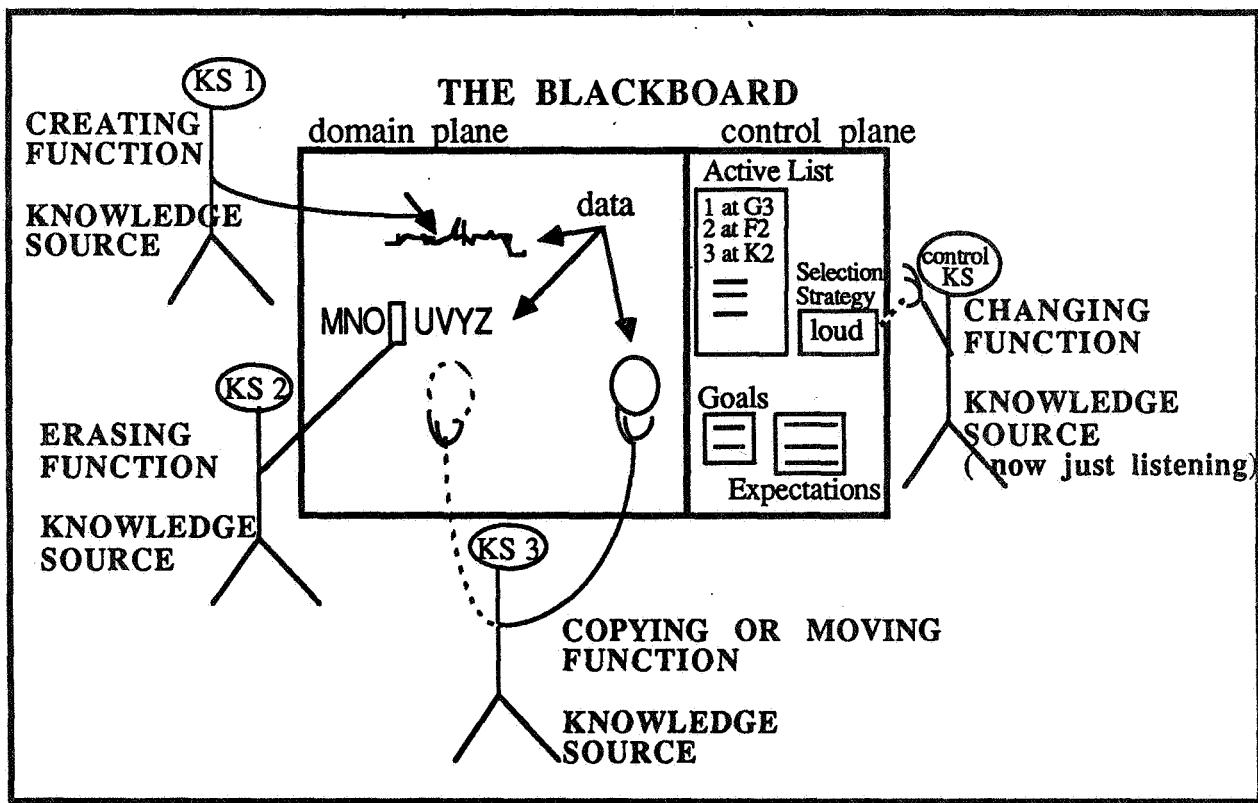 KS 1
CREATING
FUNCTION
KNOWLEDGE
SOURCE
THE BLACKBOARD
domain plane
control plane
data
MNO▯UVYZ
Active List
1 at G3
2 at F2
3 at K2
Selection
Strategy
loud
Goals
Expectations
control
KS
CHANGING
FUNCTION
KNOWLEDGE
SOURCE
( now just listening)
KS 2
ERASING
FUNCTION
KNOWLEDGE
SOURCE
KS 3
COPYING OR MOVING
FUNCTION
KNOWLEDGE
SOURCE